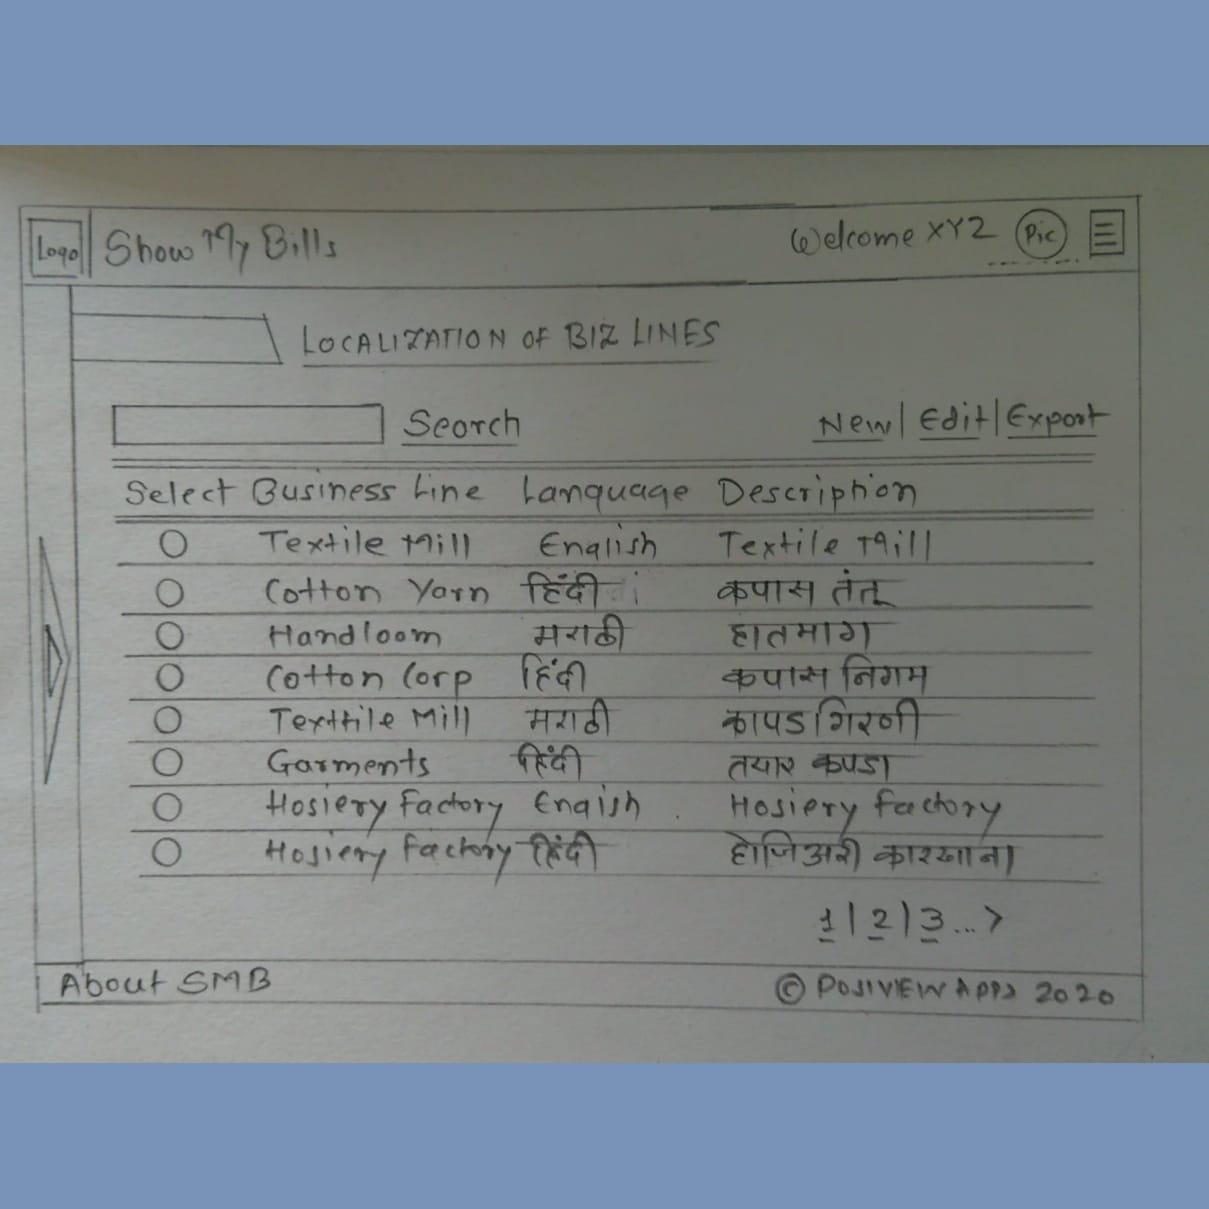 Logo Show My Bills Welcome XYZ Pic
LOCALIZATION OF BIZ LINES
Search New | Edit | Export
Select Business Line Language Description
Textile Mill English Textile Mill
Cotton Yarn हिंदी कपास तंतू
Handloom मराठी हातमाग
Cotton Corp हिंदी कपास निगम
Texttile Mill मराठी कापड गिरणी
Garments हिंदी तयार कपडा
Hosiery Factory Engish Hosiery Factory
Hosiery Factory हिंदी होजिअरी कारखाना
1 | 2 | 3 ... >
About SMB © POSIVIEW APPS 2020